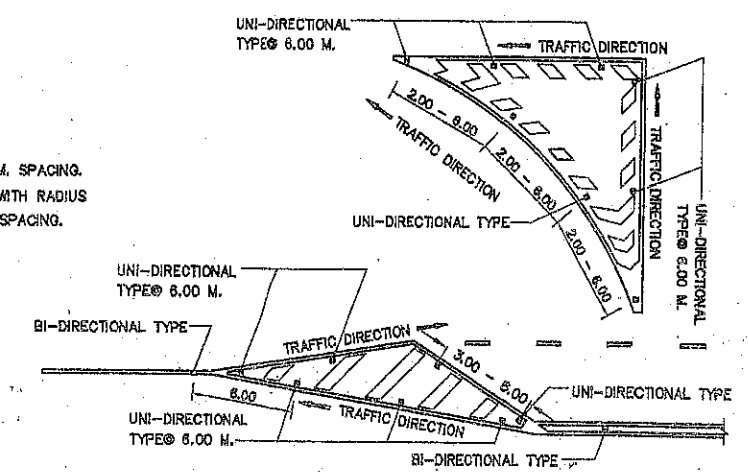 UNI-DIRECTIONAL
TYPE@ 6.00 M.
TRAFFIC DIRECTION
2.00 - 6.00
TRAFFIC DIRECTION
2.00 - 6.00
TRAFFIC DIRECTION
UNI-DIRECTIONAL
TYPE@ 6.00 M.
M. SPACING.
WITH RADIUS
SPACING.
UNI-DIRECTIONAL TYPE
2.00 - 6.00
UNI-DIRECTIONAL
TYPE@ 6.00 M.
BI-DIRECTIONAL TYPE
TRAFFIC DIRECTION
3.00 - 6.00
6.00
UNI-DIRECTIONAL TYPE
UNI-DIRECTIONAL
TYPE@ 6.00 M.
TRAFFIC DIRECTION
BI-DIRECTIONAL TYPE